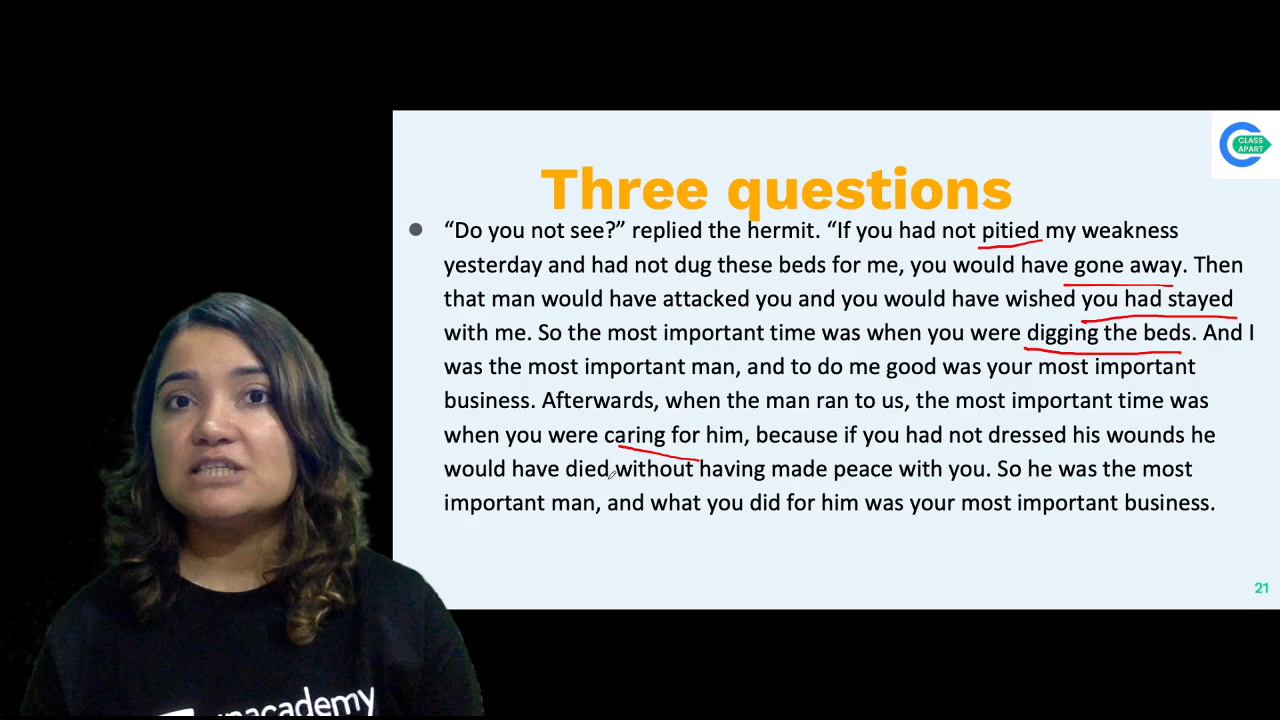 CLASS
APART
Three questions
“Do you not see?” replied the hermit. “If you had not pitied my weakness
yesterday and had not dug these beds for me, you would have gone away. Then
that man would have attacked you and you would have wished you had stayed
with me. So the most important time was when you were digging the beds. And I
was the most important man, and to do me good was your most important
business. Afterwards, when the man ran to us, the most important time was
when you were caring for him, because if you had not dressed his wounds he
would have died without having made peace with you. So he was the most
important man, and what you did for him was your most important business.
21